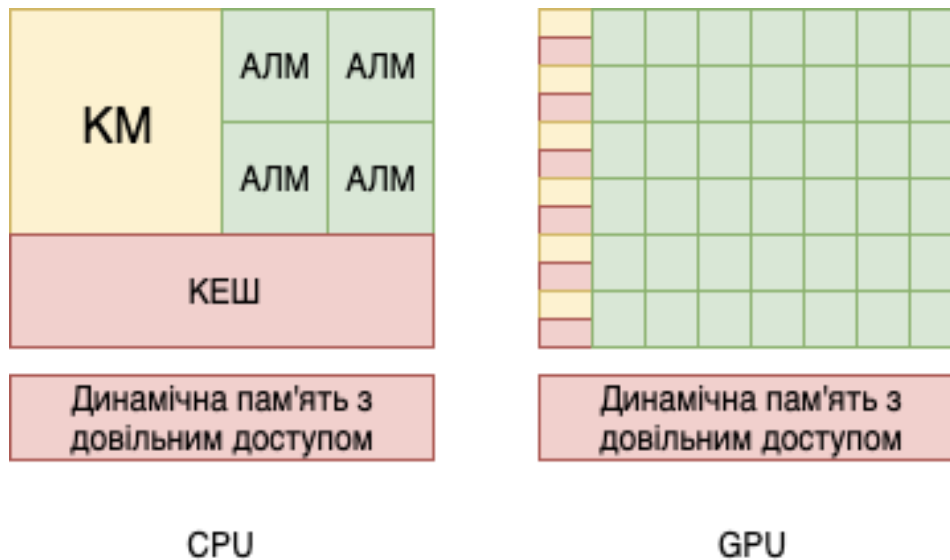 КМ
АЛМ АЛМ
АЛМ АЛМ
КЕШ
Динамічна пам'ять з
довільним доступом
CPU
Динамічна пам'ять з
довільним доступом
GPU